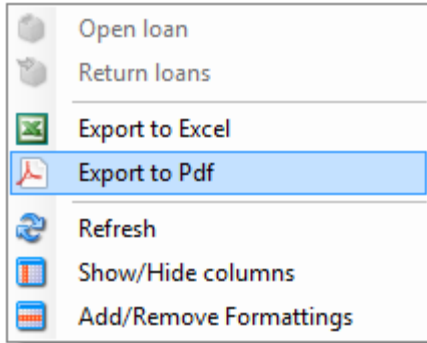 Open loan
Return loans
Export to Excel
Export to Pdf
Refresh
Show/Hide columns
Add/Remove Formattings